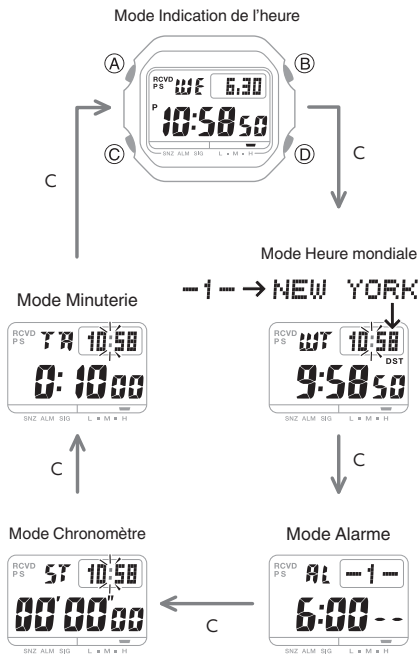 Mode Indication de l'heure
A
B
RCVD
PS
WE 6.30
P
10:58 50
C
D
SNZ ALM SIG L M H
C
C
Mode Heure mondiale
-1- → NEW YORK
Mode Minuterie
RCVD
PS
TR 10:58
0:10 00
SNZ ALM SIG L M H
RCVD
PS
WT 10:58
DST
9:58 50
SNZ ALM SIG L M H
C
C
Mode Chronomètre
RCVD
PS
ST 10:58
00'00"00
SNZ ALM SIG L M H
C
Mode Alarme
RCVD
PS
AL -1-
6:00--
SNZ ALM SIG L M H